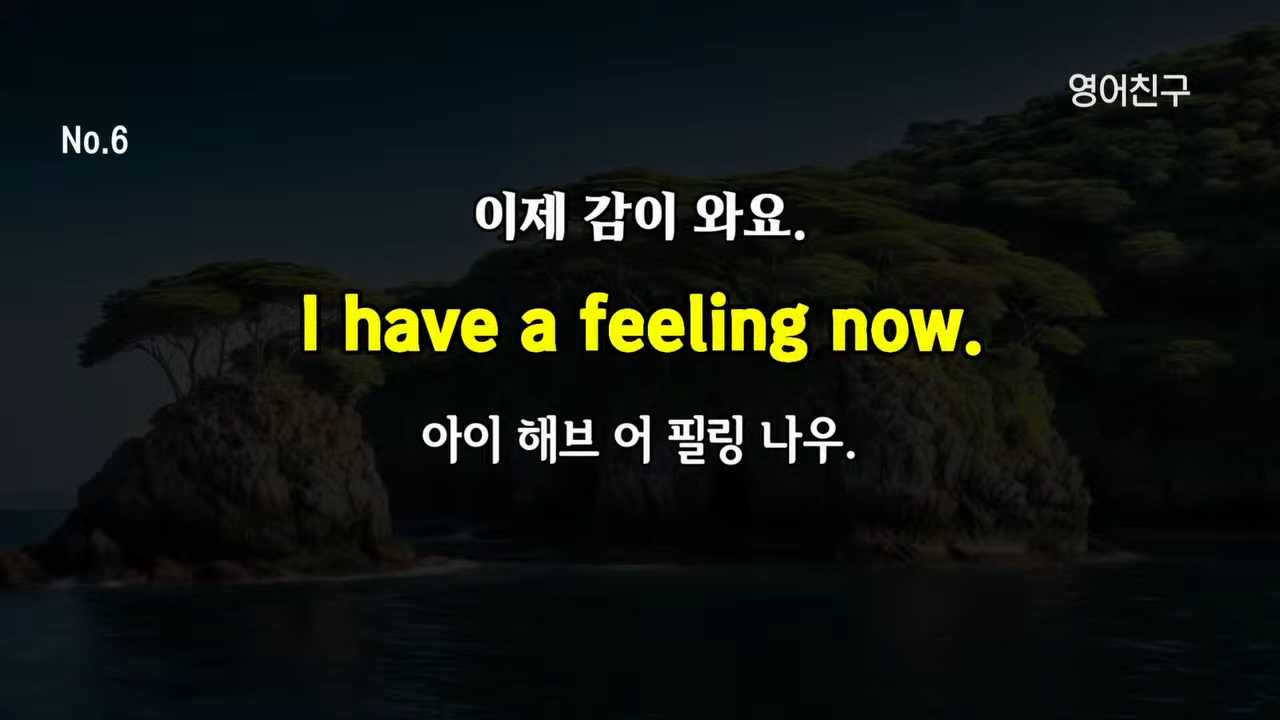 영어친구
No.6
이제 감이 와요.
I have a feeling now.
아이 해브 어 필링 나우.